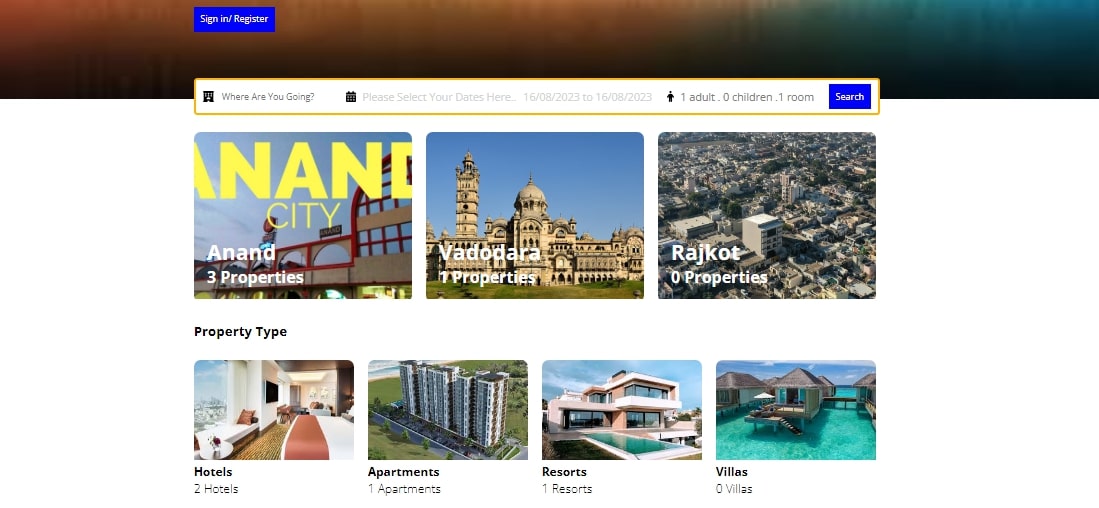 Sign in/ Register
Where Are You Going? Please Select Your Dates Here.. 16/08/2023 to 16/08/2023 1 adult . 0 children .1 room Search
ANAND
CITY
ANAND
Anand
3 Properties
Vadodara
1 Properties
Rajkot
0 Properties
Property Type
Hotels
2 Hotels
Apartments
1 Apartments
Resorts
1 Resorts
Villas
0 Villas